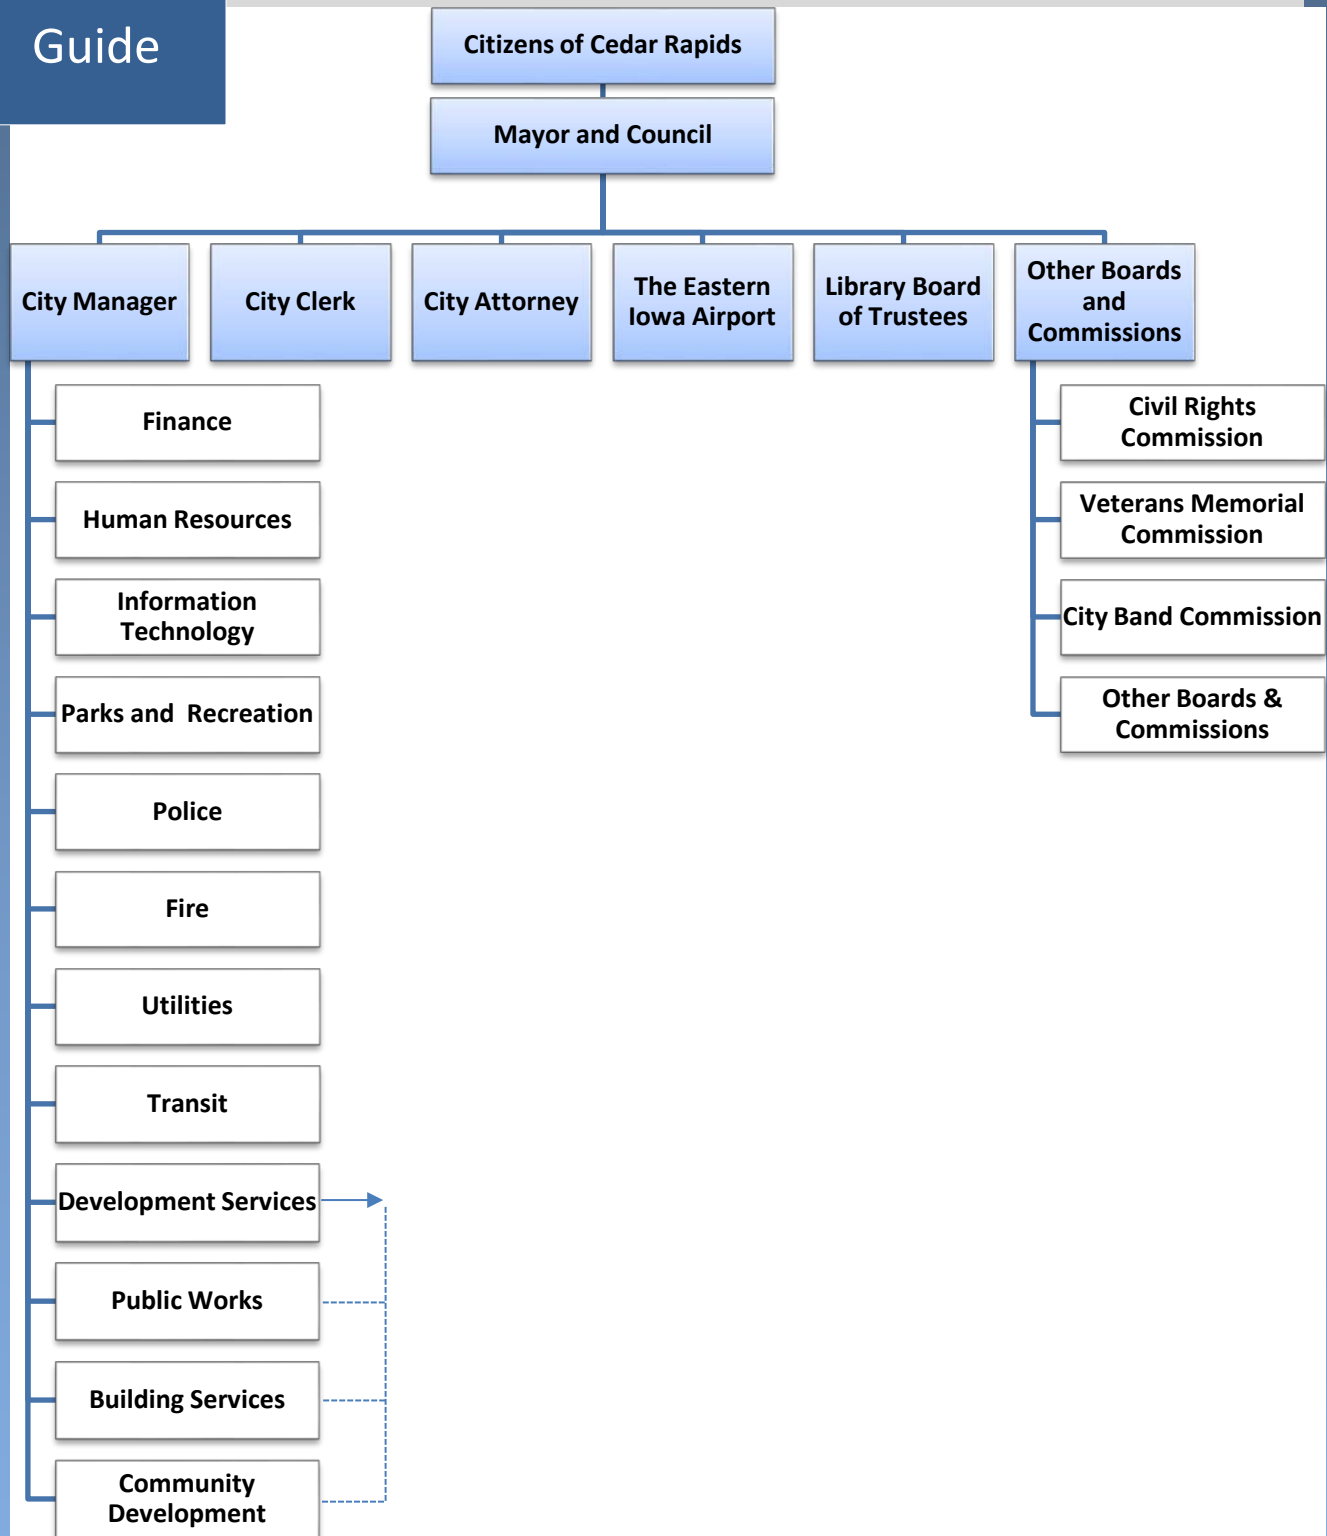 Guide
Citizens of Cedar Rapids
Mayor and Council
City Manager
City Clerk
City Attorney
The Eastern
Iowa Airport
Library Board
of Trustees
Other Boards
and
Commissions
Finance
Human Resources
Information
Technology
Parks and  Recreation
Police
Fire
Utilities
Transit
Development Services
Public Works
Building Services
Community
Development
Civil Rights
Commission
Veterans Memorial
Commission
City Band Commission
Other Boards &
Commissions